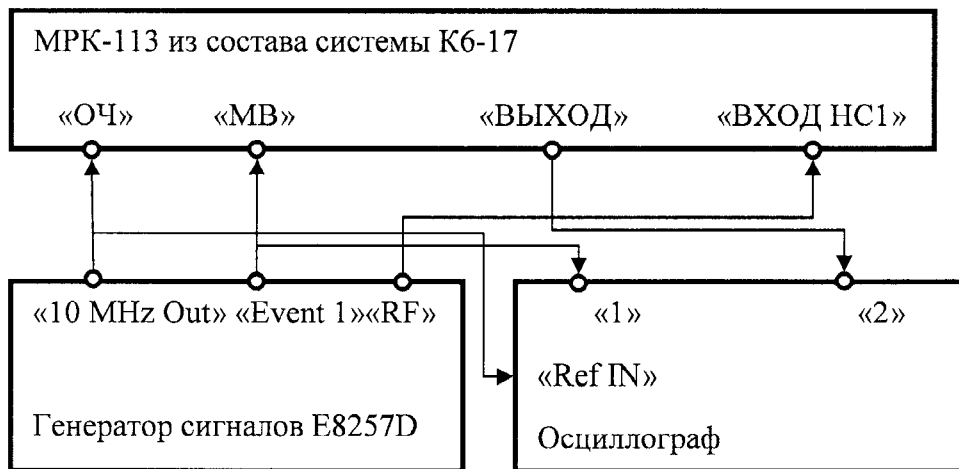 МРК-113 из состава системы К6-17
«ОЧ» «МВ» «ВЫХОД» «ВХОД НС1»
«10 MHz Out» «Event 1»«RF» «1» «2»
«Ref IN»
Генератор сигналов E8257D
Осциллограф